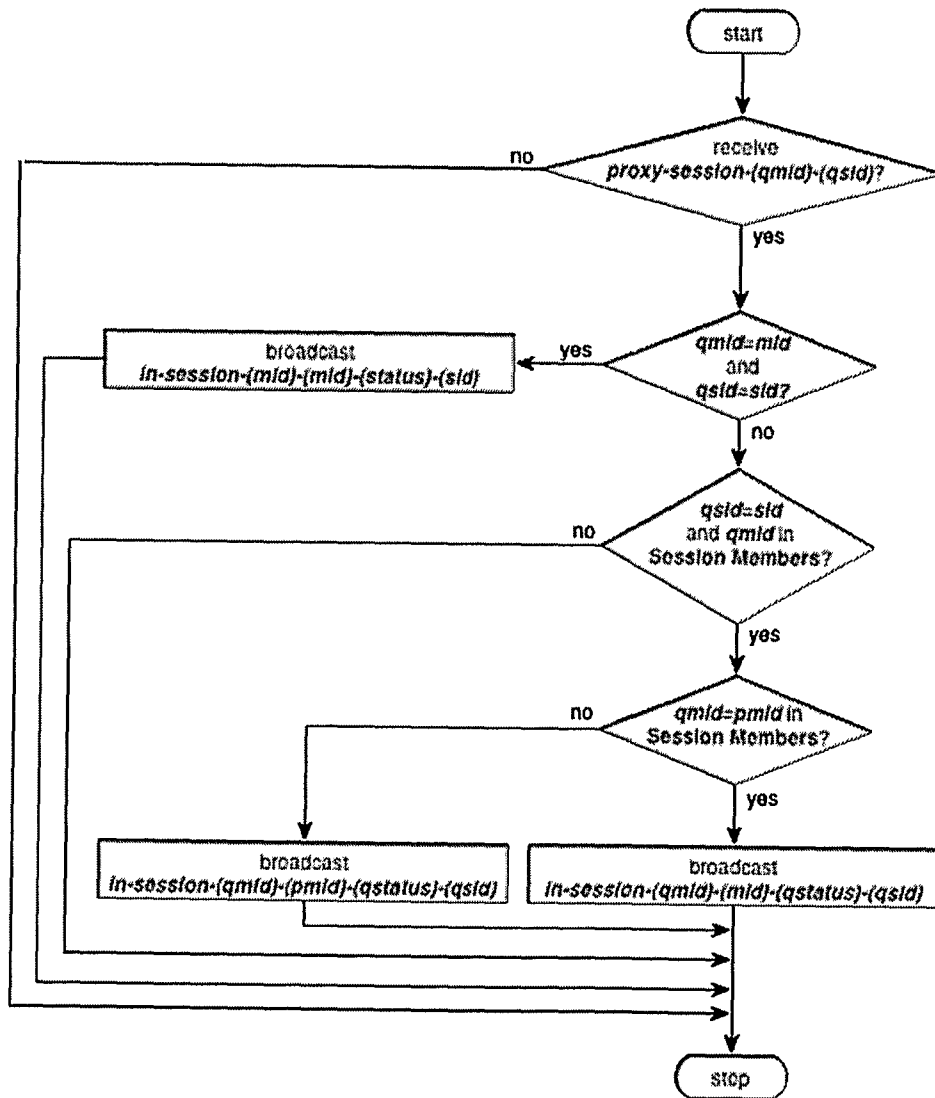 start
no
receive
proxy-session-(qmid)-(qsid)?
yes
broadcast
in-session-(mid)-(mid)-(status)-(sid)
yes
qmid=mid
and
qsid=sid?
no
no
qsid=sid
and qmid in
Session Members?
yes
no
qmid=pmid in
Session Members?
yes
broadcast
in-session-(qmid)-(pmid)-(qstatus)-(qsid)
broadcast
in-session-(qmid)-(mid)-(qstatus)-(qsid)
stop